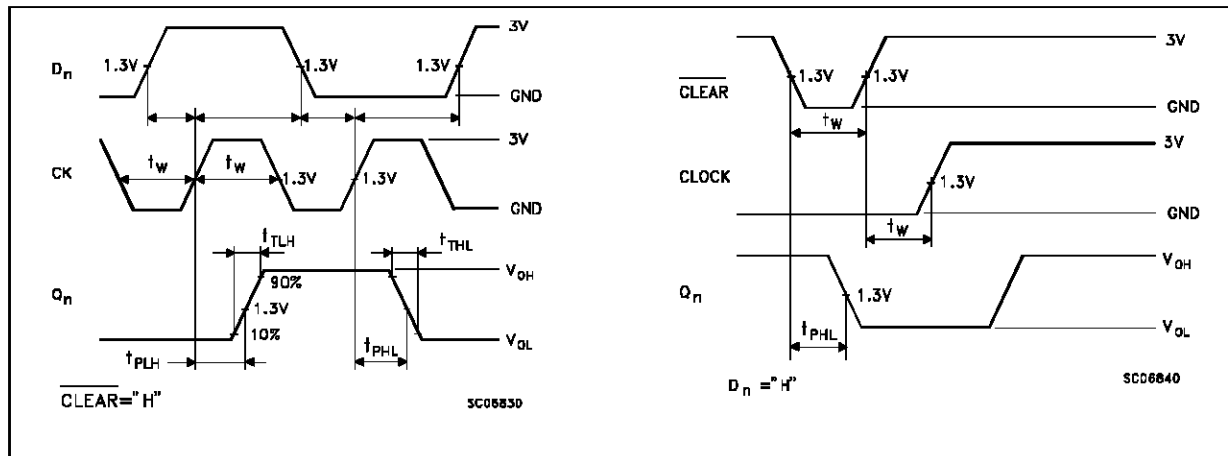 3V
Dn 1.3V 1.3V 1.3V
GND
3V
CK tW tW 1.3V 1.3V
GND
tTLH tTHL
VOH
90%
Qn 1.3V
10%
VOL
tPLH tPHL
CLEAR="H" SC06830
3V
1.3V 1.3V
CLEAR
GND
tW
3V
CLOCK 1.3V
GND
tW
VOH
Qn 1.3V
VOL
tPHL
Dn ="H" SC06840